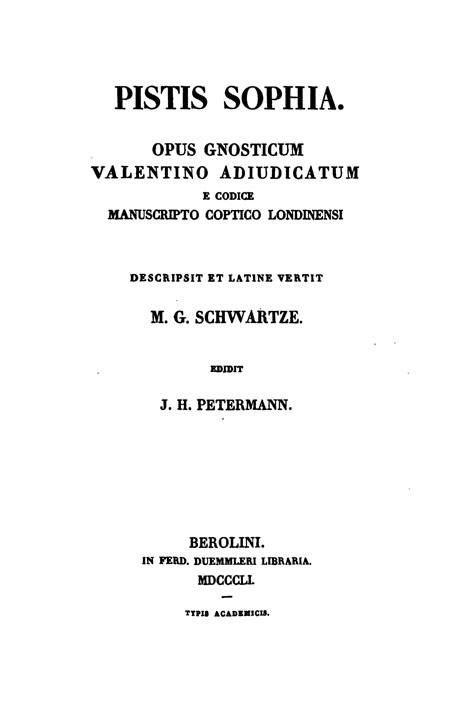 PISTIS SOPHIA.
OPUS GNOSTICUM
VALENTINO ADIUDICATUM
E CODICE
MANUSCRIPTO COPTICO LONDINENSI
DESCRIPSIT ET LATINE VERTIT
M. G. SCHWARTZE.
EDIDIT
J. H. PETERMANN.
BEROLINI.
IN FERD. DUEMMLERI LIBRARIA.
MDCCCLI.
—
TYPIS ACADEMICIS.